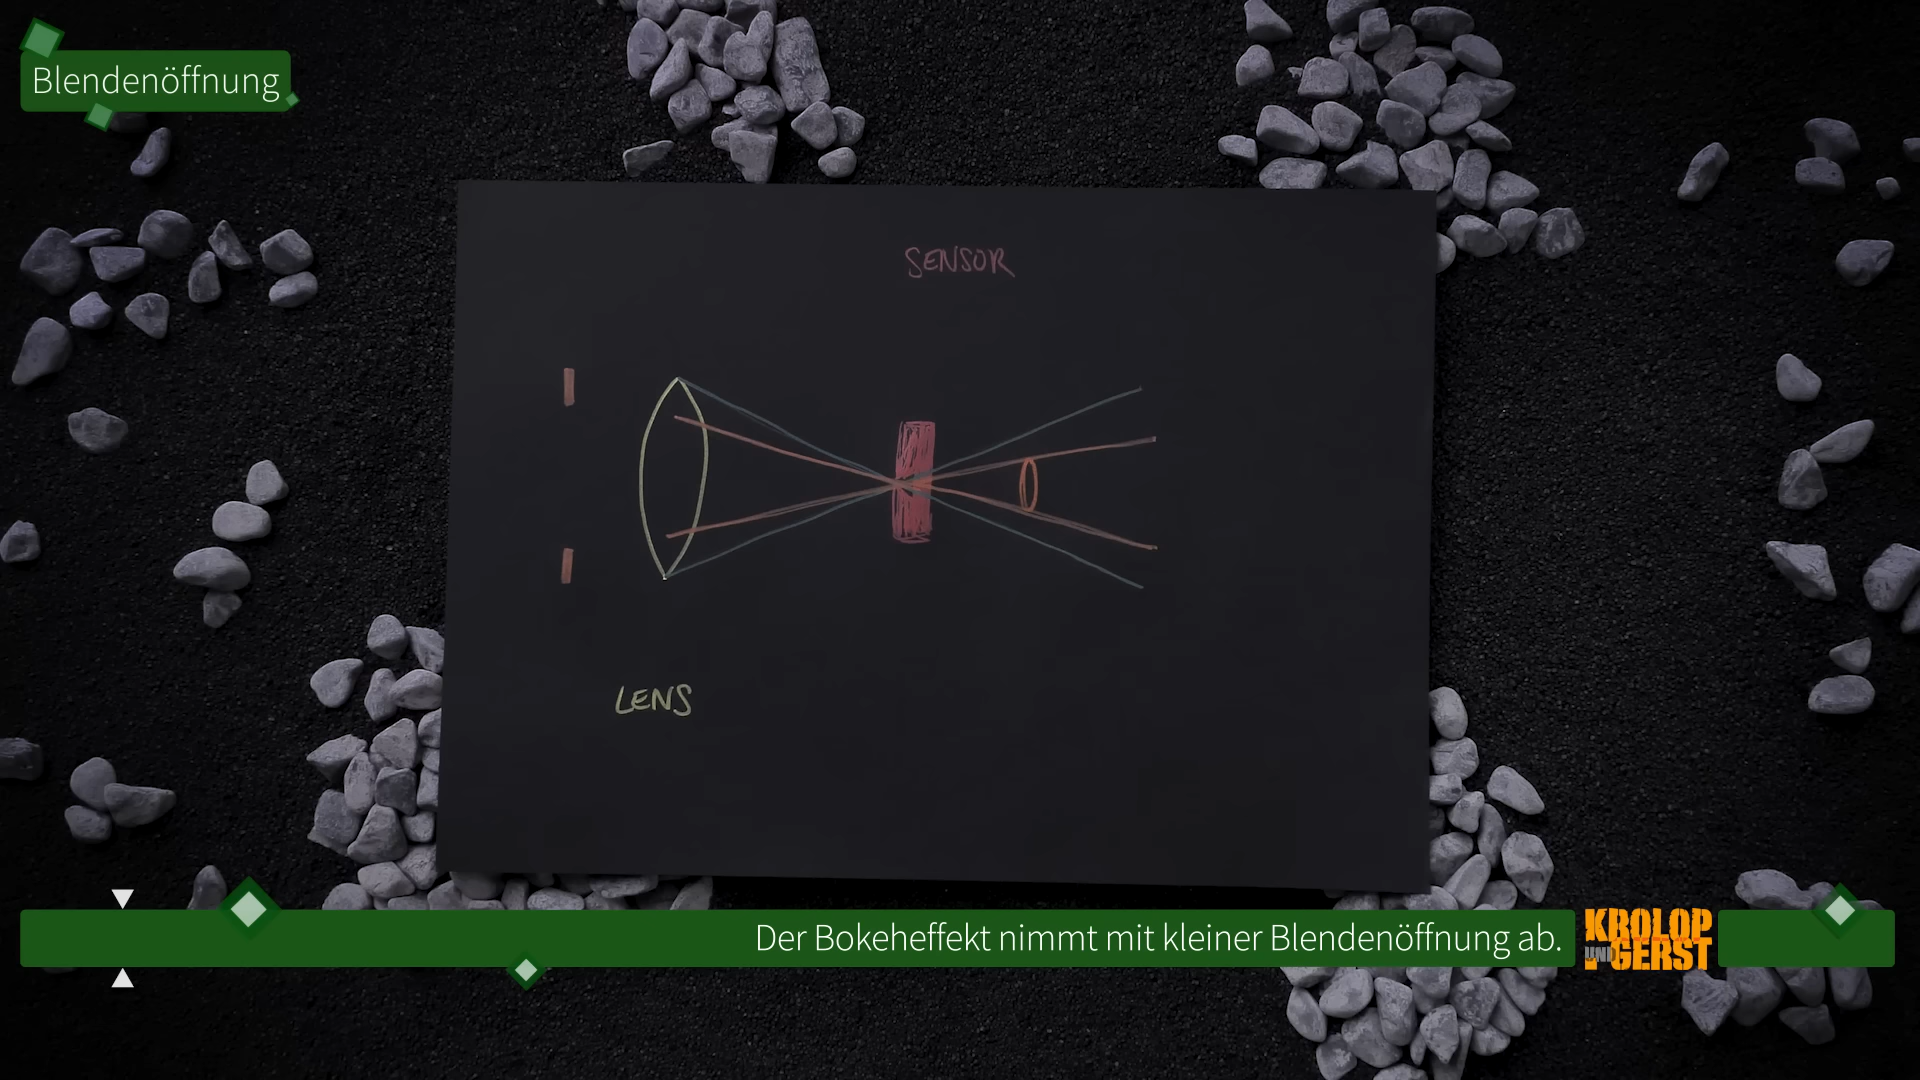 Blendenöffnung
SENSOR
LENS
Der Bokeheffekt nimmt mit kleiner Blendenöffnung ab.
KROLOP
UND GERST